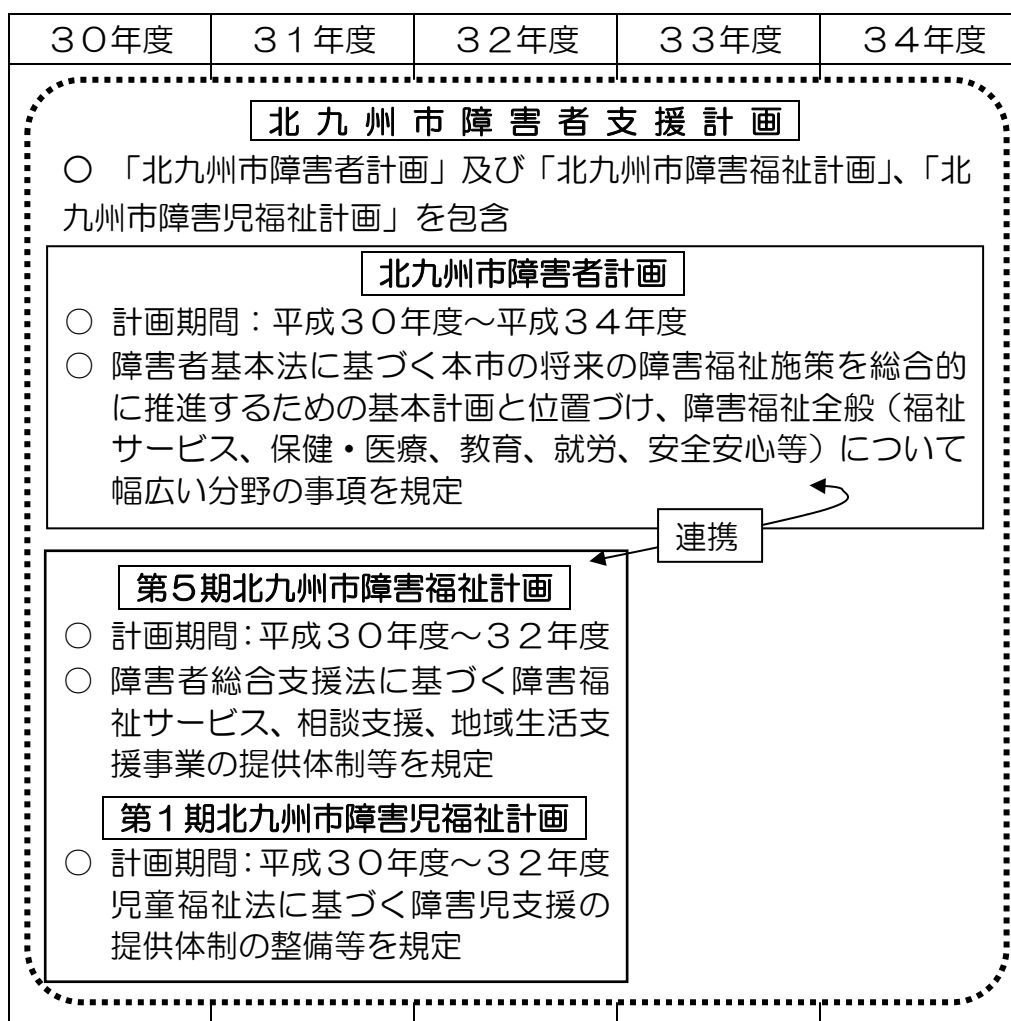 ３０年度 ３１年度 ３２年度 ３３年度 ３４年度
北九州市障害者支援計画
○ 「北九州市障害者計画」及び「北九州市障害福祉計画」、「北
九州市障害児福祉計画」を包含
北九州市障害者計画
○ 計画期間：平成３０年度～平成３４年度
○ 障害者基本法に基づく本市の将来の障害福祉施策を総合的
に推進するための基本計画と位置づけ、障害福祉全般（福祉
サービス、保健・医療、教育、就労、安全安心等）について
幅広い分野の事項を規定
連携
第５期北九州市障害福祉計画
○ 計画期間：平成３０年度～３２年度
○ 障害者総合支援法に基づく障害福
祉サービス、相談支援、地域生活支
援事業の提供体制等を規定
第１期北九州市障害児福祉計画
○ 計画期間：平成３０年度～３２年度
児童福祉法に基づく障害児支援の
提供体制の整備等を規定